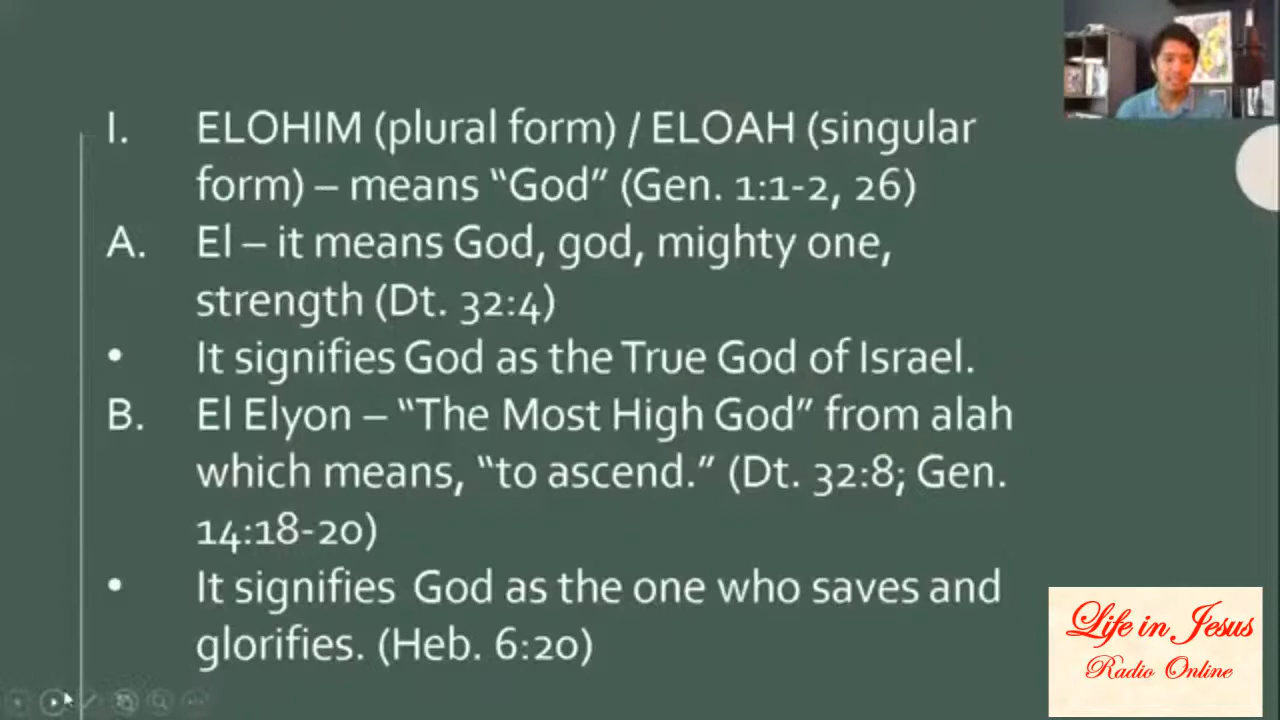 I. ELOHIM (plural form) / ELOAH (singular
form) – means “God” (Gen. 1:1-2, 26)
A. El – it means God, god, mighty one,
strength (Dt. 32:4)
• It signifies God as the True God of Israel.
B. El Elyon – “The Most High God” from alah
which means, “to ascend.” (Dt. 32:8; Gen.
14:18-20)
• It signifies God as the one who saves and
glorifies. (Heb. 6:20)
Life in Jesus
Radio Online